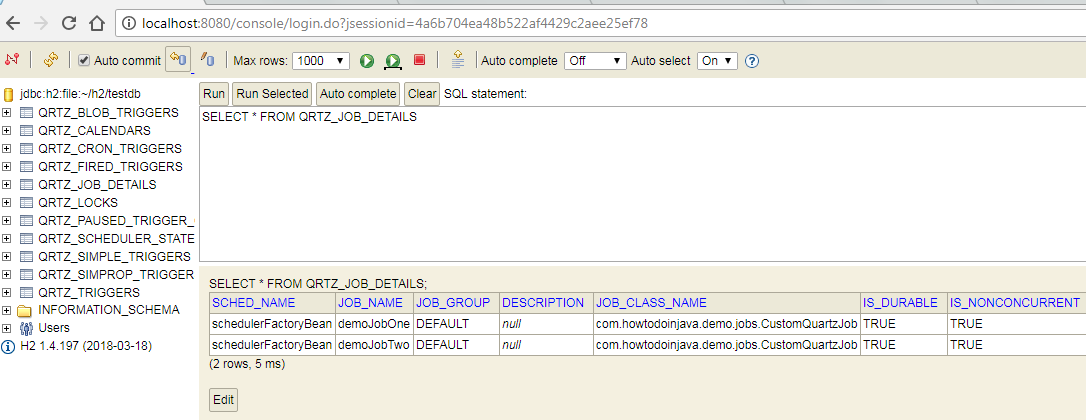 localhost:8080/console/login.do?jsessionid=4a6b704ea48b522af4429c2aee25ef78
Auto commit Max rows: 1000 Auto complete Off Auto select On ?
jdbc:h2:file:~/h2/testdb
QRTZ_BLOB_TRIGGERS
QRTZ_CALENDARS
QRTZ_CRON_TRIGGERS
QRTZ_FIRED_TRIGGERS
QRTZ_JOB_DETAILS
QRTZ_LOCKS
QRTZ_PAUSED_TRIGGER_
QRTZ_SCHEDULER_STATE
QRTZ_SIMPLE_TRIGGERS
QRTZ_SIMPROP_TRIGGER
QRTZ_TRIGGERS
INFORMATION_SCHEMA
Users
H2 1.4.197 (2018-03-18)
Run Run Selected Auto complete Clear SQL statement:
SELECT * FROM QRTZ_JOB_DETAILS
SELECT * FROM QRTZ_JOB_DETAILS;
SCHED_NAME JOB_NAME JOB_GROUP DESCRIPTION JOB_CLASS_NAME IS_DURABLE IS_NONCONCURRENT
schedulerFactoryBean demoJobOne DEFAULT null com.howtodoinjava.demo.jobs.CustomQuartzJob TRUE TRUE
schedulerFactoryBean demoJobTwo DEFAULT null com.howtodoinjava.demo.jobs.CustomQuartzJob TRUE TRUE
(2 rows, 5 ms)
Edit